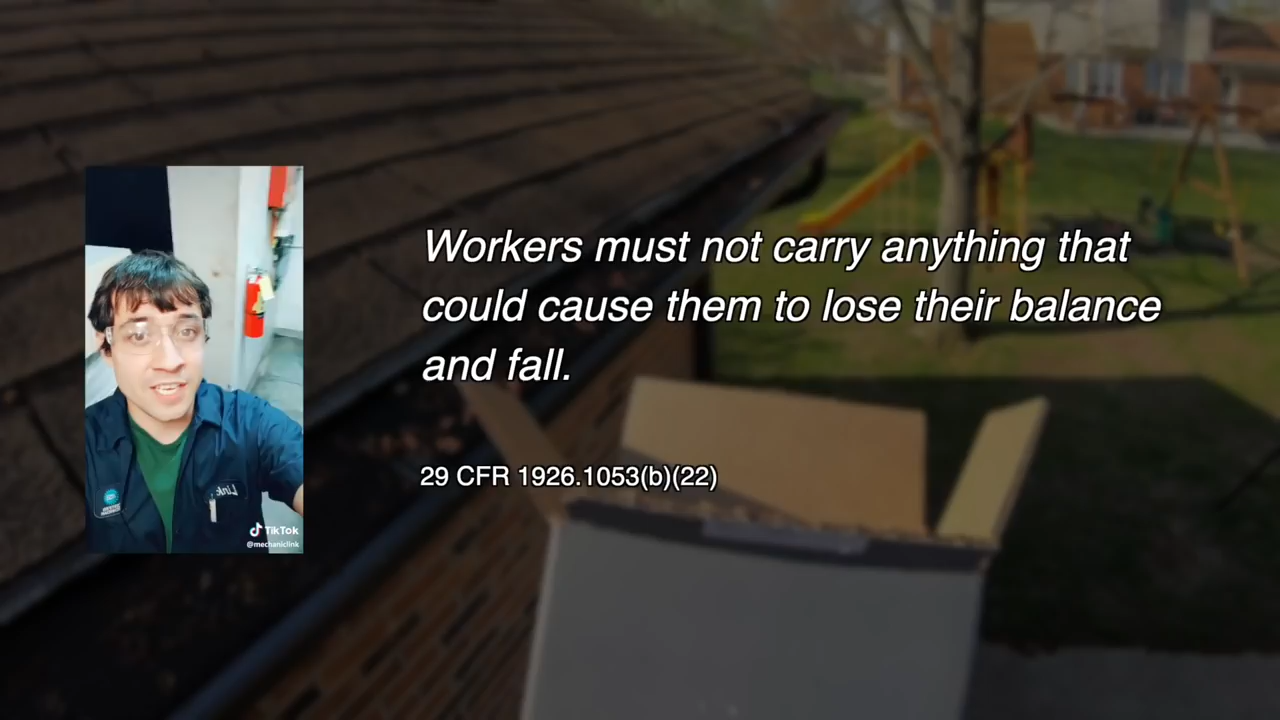 Workers must not carry anything that
could cause them to lose their balance
and fall.
29 CFR 1926.1053(b)(22)
Link
TikTok
@mechaniclink